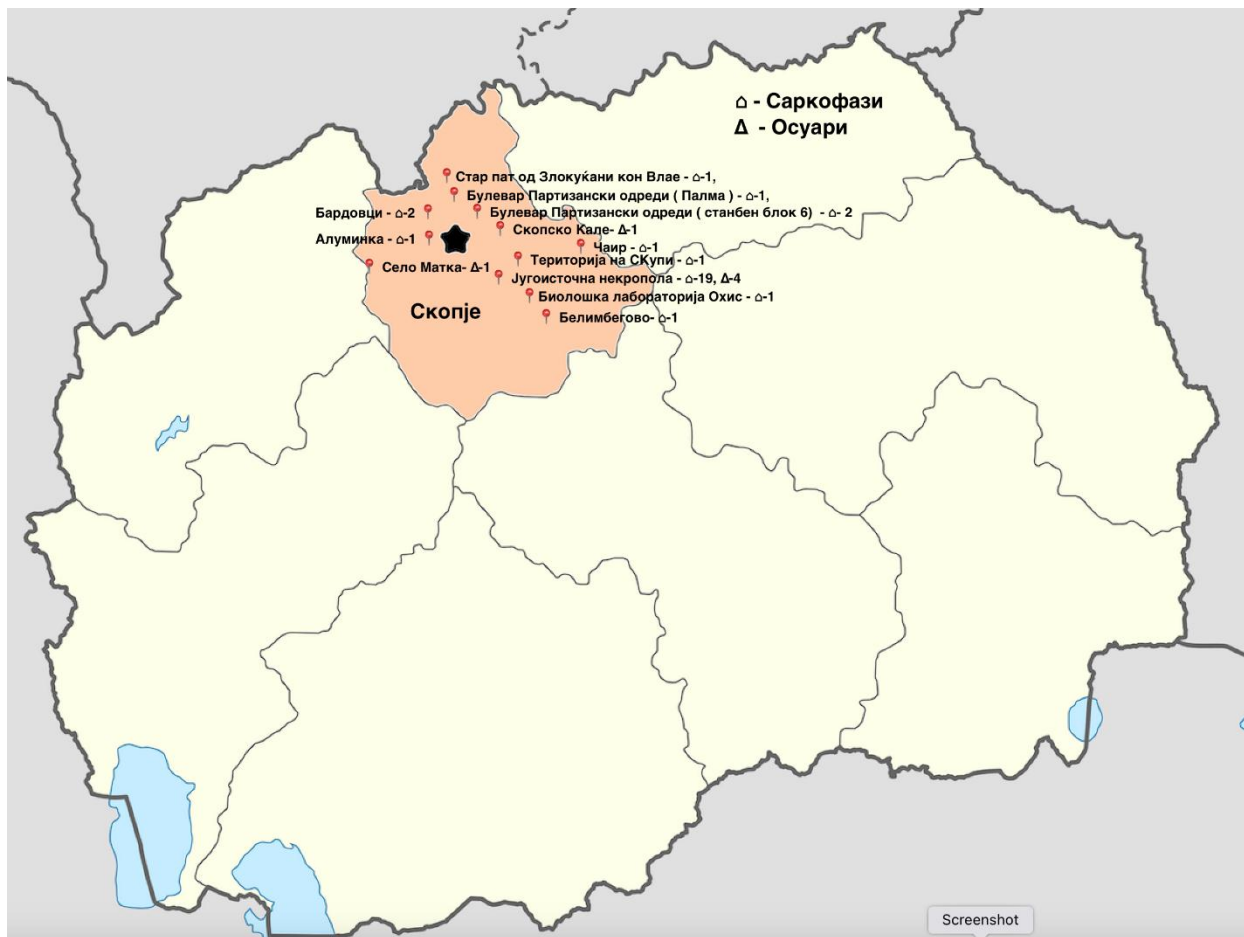 ⌂ - Саркофази
Δ - Осуари
Стар пат од Злокуќани кон Влае - ⌂-1,
Булевар Партизански одреди ( Палма ) - ⌂-1,
Бардовци - ⌂-2
Булевар Партизански одреди ( станбен блок 6) - ⌂- 2
Скопско Кале- Δ-1
Алуминка - ⌂-1
Чаир - ⌂-1
Територија на СКупи - ⌂-1
Село Матка- Δ-1
Југоисточна некропола - ⌂-19, Δ-4
Биолошка лабораторија Охис - ⌂-1
Скопје
Белимбегово- ⌂-1
Screenshot